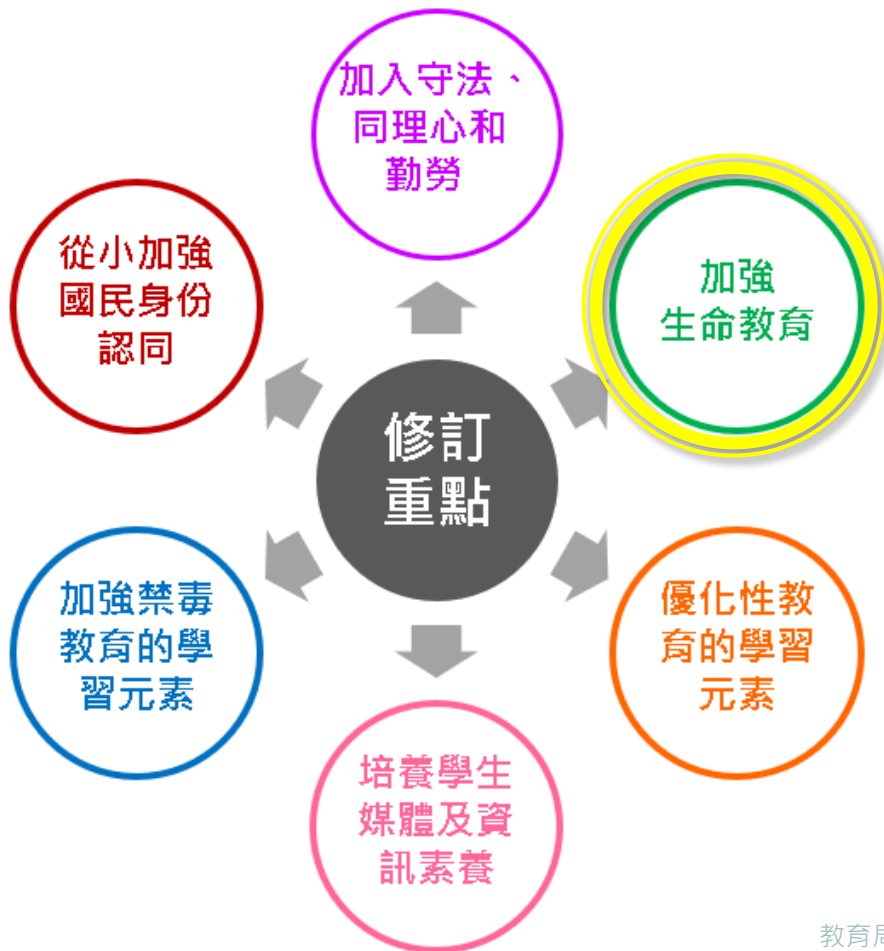 加入守法、
同理心和
勤勞
從小加強
國民身份
認同
加強
生命教育
修訂
重點
加強禁毒
教育的學
習元素
優化性教
育的學習
元素
培養學生
媒體及資
訊素養
教育局